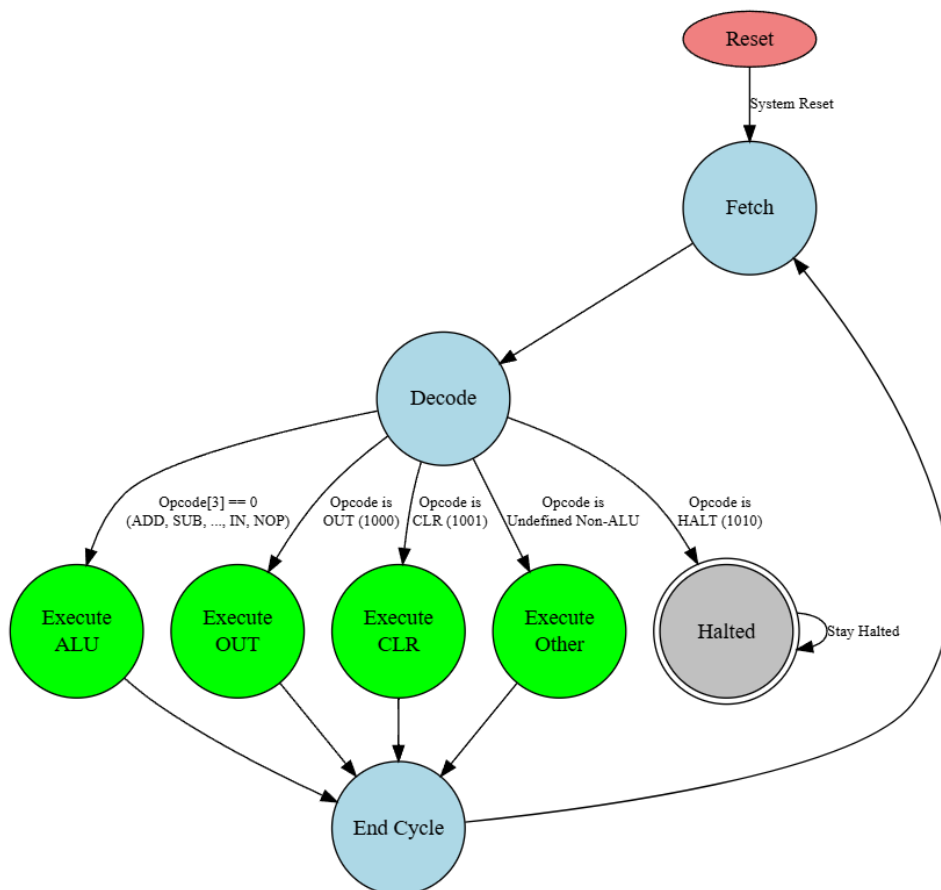 Reset
System Reset
Fetch
Decode
Opcode[3] == 0
(ADD, SUB, ..., IN, NOP)
Opcode is
OUT (1000)
Opcode is
CLR (1001)
Opcode is
Undefined Non-ALU
Opcode is
HALT (1010)
Execute
ALU
Execute
OUT
Execute
CLR
Execute
Other
Halted
Stay Halted
End Cycle